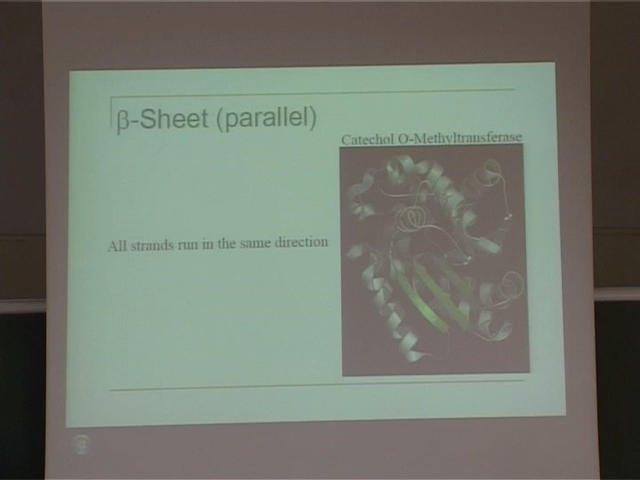 β-Sheet (parallel)
Catechol O-Methyltransferase
All strands run in the same direction